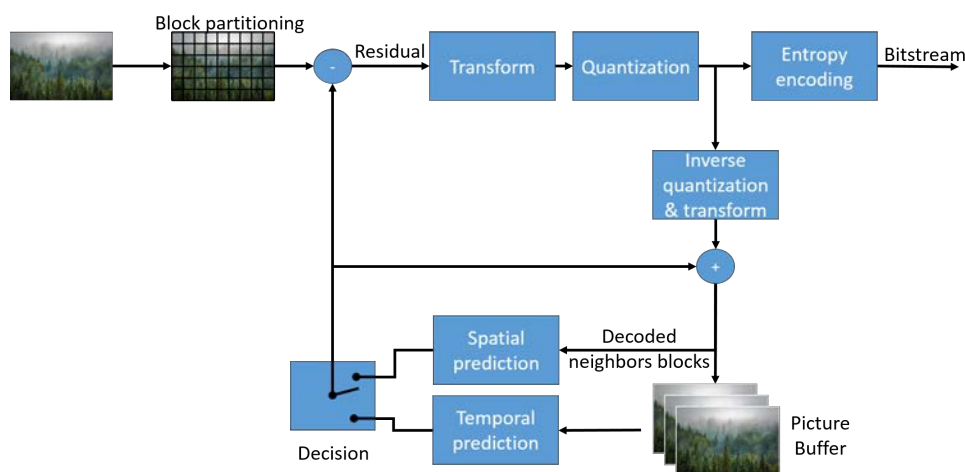 Block partitioning
-
Residual
Transform
Quantization
Entropy
encoding
Bitstream
Inverse
quantization
& transform
+
Spatial
prediction
Decoded
neighbors blocks
Temporal
prediction
Decision
Picture
Buffer